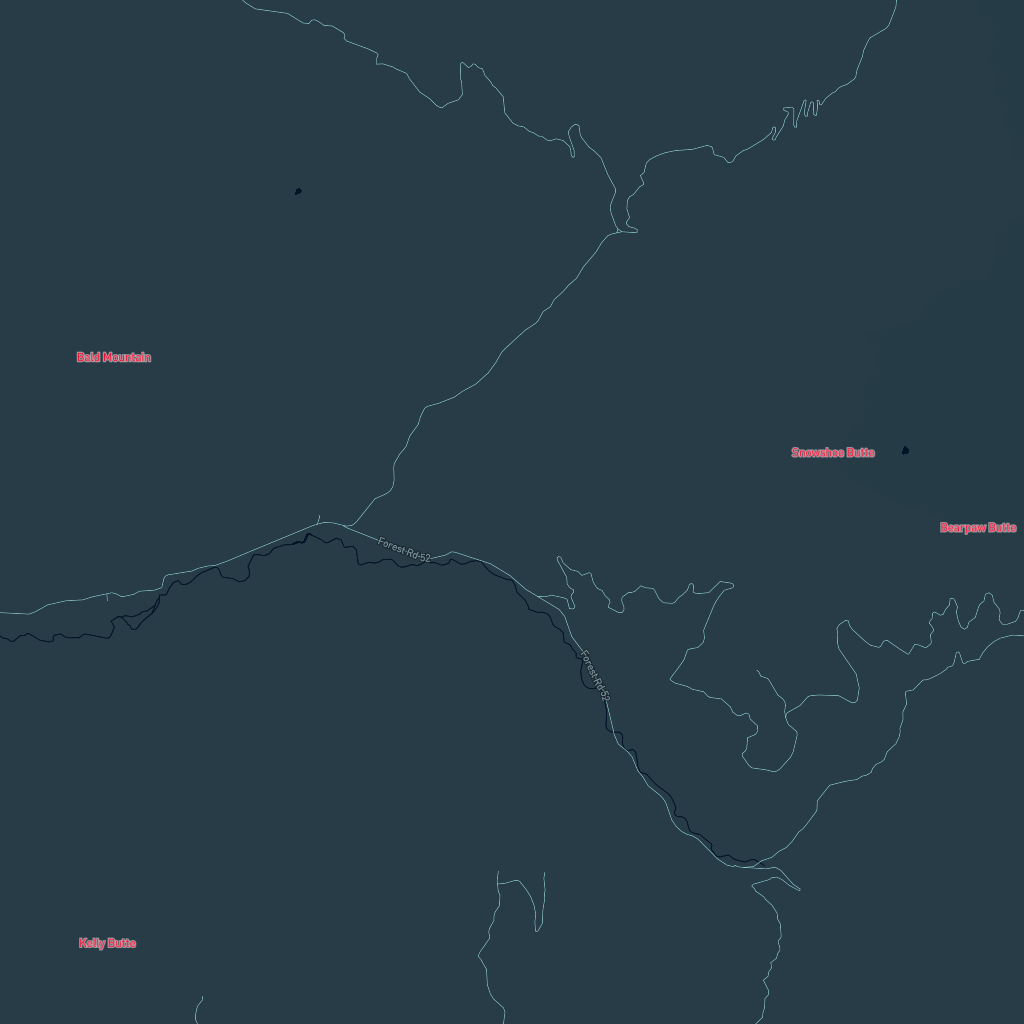 Bald Mountain
Snowshoe Butte
Bearpaw Butte
Forest Rd 52
Forest Rd 52
Kelly Butte